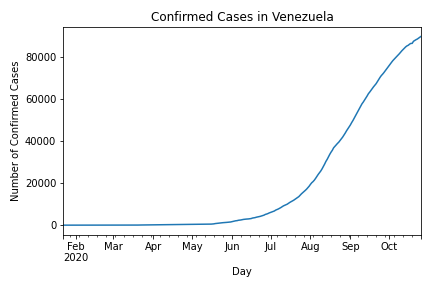 Confirmed Cases in Venezuela
Number of Confirmed Cases
80000
60000
40000
20000
0
Feb Mar Apr May Jun Jul Aug Sep Oct
2020
Day